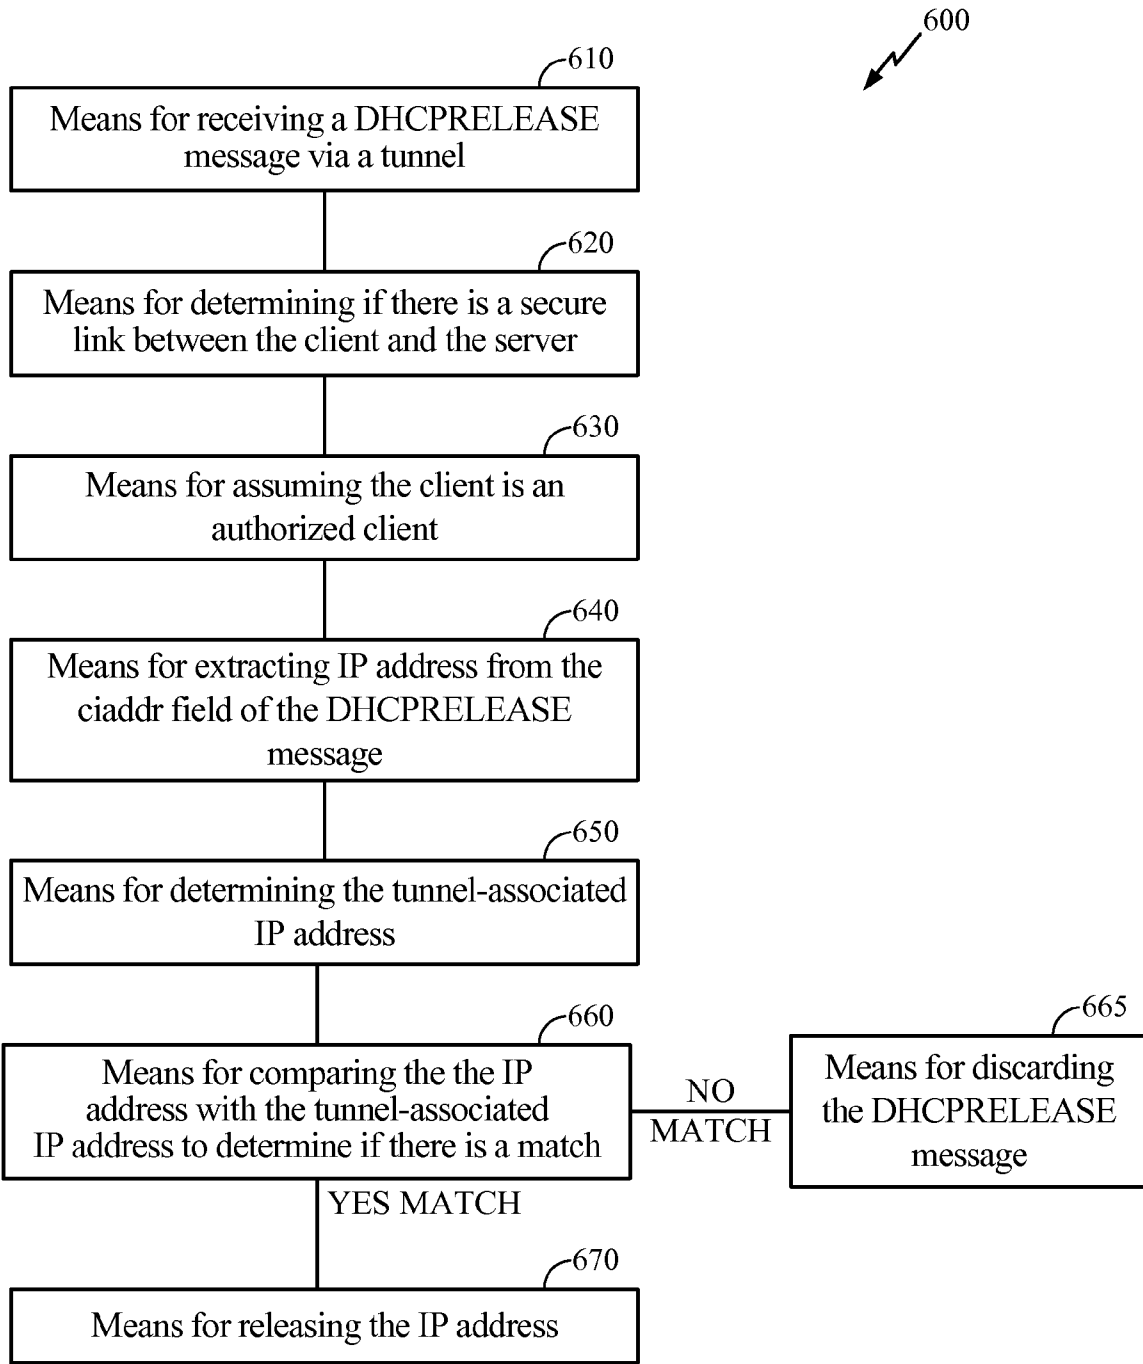 600
610
Means for receiving a DHCPRELEASE
message via a tunnel
620
Means for determining if there is a secure
link between the client and the server
630
Means for assuming the client is an
authorized client
640
Means for extracting IP address from the
ciaddr field of the DHCPRELEASE
message
650
Means for determining the tunnel-associated
IP address
660
Means for comparing the the IP
address with the tunnel-associated
IP address to determine if there is a match
NO
MATCH
665
Means for discarding
the DHCPRELEASE
message
YES MATCH
670
Means for releasing the IP address